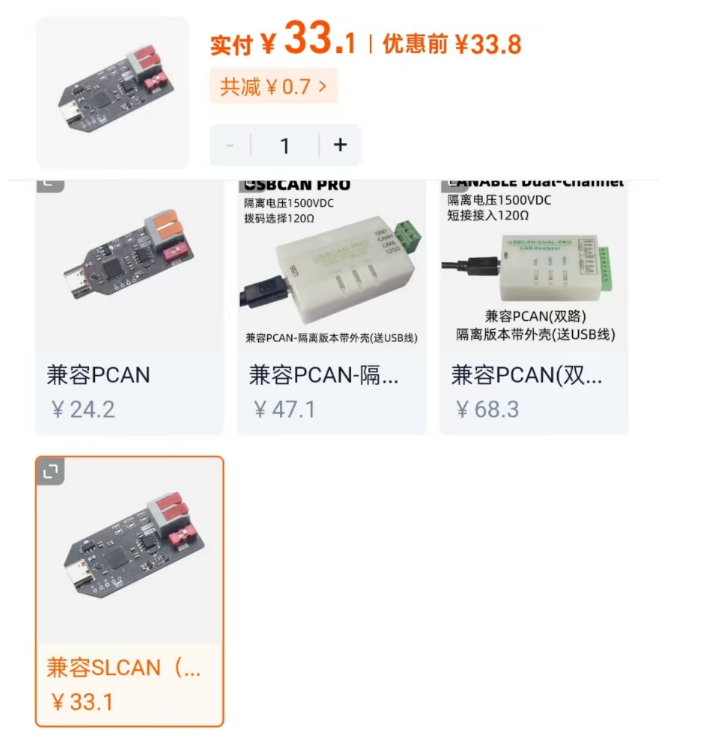 实付￥33.1 | 优惠前￥33.8
共减￥0.7 >
- 1 +
USBCAN PRO
隔离电压1500VDC
拨码选择120Ω
兼容PCAN-隔离版本带外壳(送USB线)
CANABLE Dual-Channel
隔离电压1500VDC
短接接入120Ω
USBCAN-DUAL-PRO
CAN-Analyzer
兼容PCAN(双路)
隔离版本带外壳(送USB线)
兼容PCAN
￥24.2
兼容PCAN-隔...
￥47.1
兼容PCAN(双...
￥68.3
兼容SLCAN（...
￥33.1